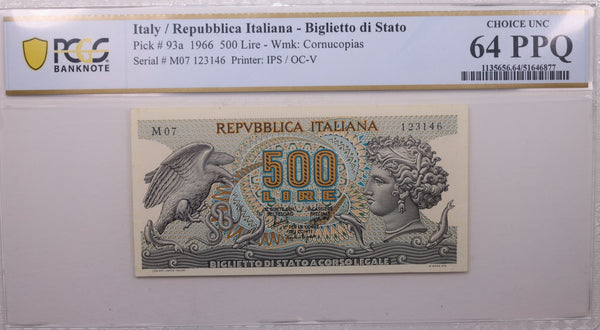 PCGS
BANKNOTE
Italy / Repubblica Italiana - Biglietto di Stato
Pick # 93a 1966 500 Lire - Wmk: Cornucopias
Serial # M07 123146 Printer: IPS / OC-V
CHOICE UNC
64 PPQ
1135656.64/51646877
M07
REPVBBLICA ITALIANA
123146
500
LIRE
BIGLIETTO DI STATO A CORSO LEGALE